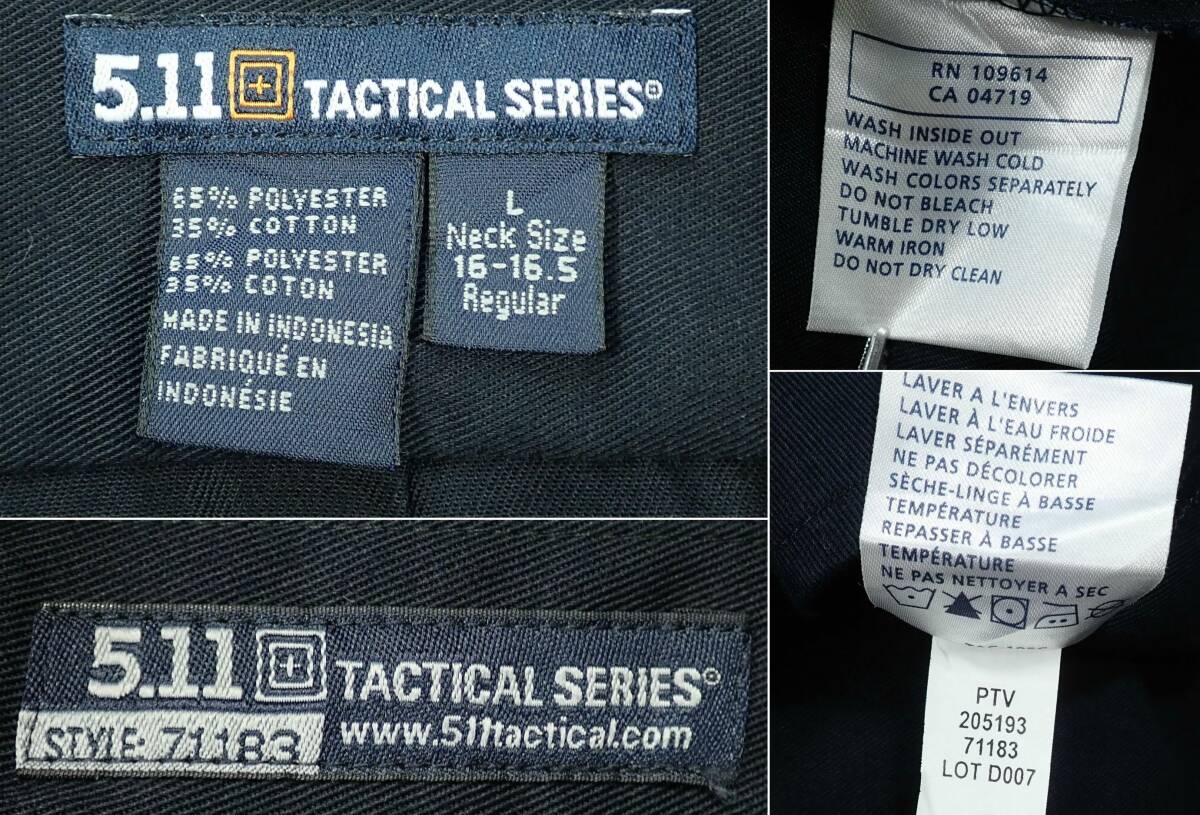 5.11 TACTICAL SERIES®
65% POLYESTER
35% COTTON
65% POLYESTER
35% COTON
MADE IN INDONESIA
FABRIQUÉ EN
INDONÉSIE
L
Neck Size
16-16.5
Regular
RN 109614
CA 04719
WASH INSIDE OUT
MACHINE WASH COLD
WASH COLORS SEPARATELY
DO NOT BLEACH
TUMBLE DRY LOW
WARM IRON
DO NOT DRY CLEAN
5.11 TACTICAL SERIES®
STYLE: 71183 www.511tactical.com
LAVER A L'ENVERS
LAVER À L'EAU FROIDE
LAVER SÉPARÉMENT
NE PAS DÉCOLORER
SÈCHE-LINGE À BASSE
TEMPÉRATURE
REPASSER À BASSE
TEMPÉRATURE
NE PAS NETTOYER A SEC
PTV
205193
71183
LOT D007